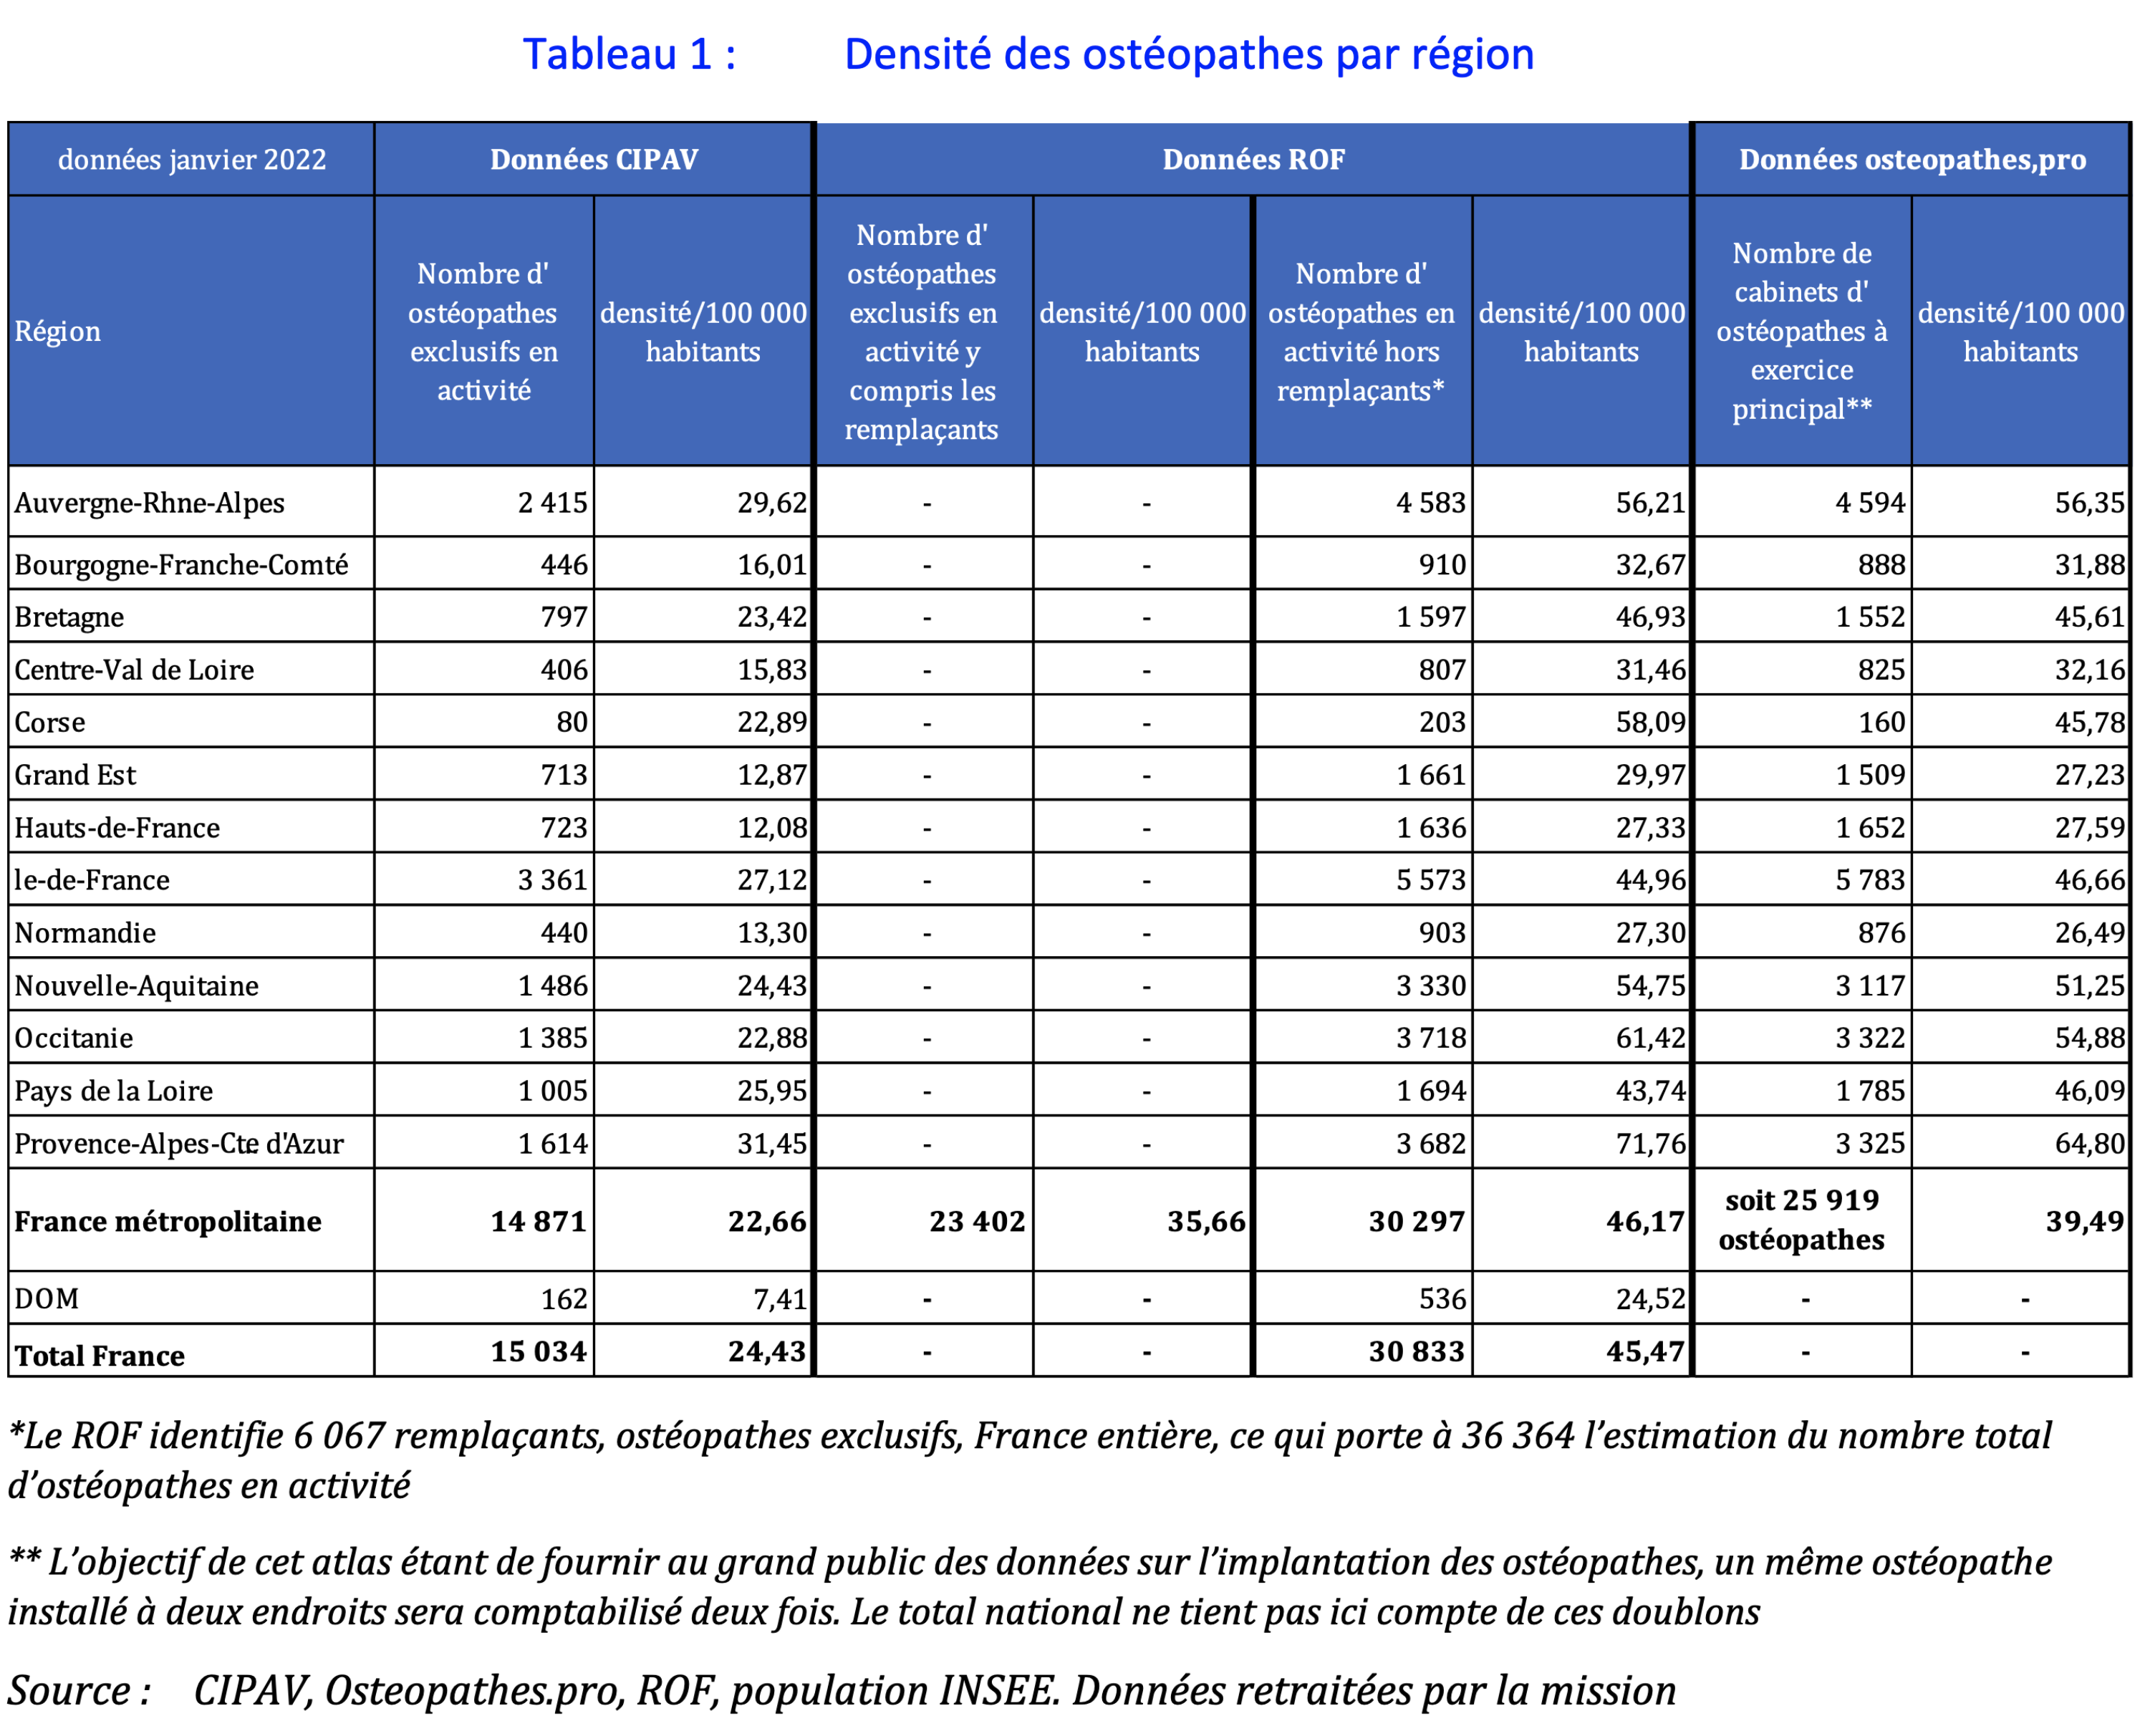 Tableau 1 : Densité des ostéopathes par région
données janvier 2022 Données CIPAV Données ROF Données osteopathes,pro
Région
Nombre d'
ostéopathes
exclusifs en
activité
densité/100 000
habitants
Nombre d'
ostéopathes
exclusifs en
activité y
compris les
remplaçants
densité/100 000
habitants
Nombre d'
ostéopathes en
activité hors
remplaçants*
densité/100 000
habitants
Nombre de
cabinets d'
ostéopathes à
exercice
principal**
densité/100 000
habitants
Auvergne-Rhne-Alpes 2 415 29,62 - - 4 583 56,21 4 594 56,35
Bourgogne-Franche-Comté 446 16,01 - - 910 32,67 888 31,88
Bretagne 797 23,42 - - 1 597 46,93 1 552 45,61
Centre-Val de Loire 406 15,83 - - 807 31,46 825 32,16
Corse 80 22,89 - - 203 58,09 160 45,78
Grand Est 713 12,87 - - 1 661 29,97 1 509 27,23
Hauts-de-France 723 12,08 - - 1 636 27,33 1 652 27,59
le-de-France 3 361 27,12 - - 5 573 44,96 5 783 46,66
Normandie 440 13,30 - - 903 27,30 876 26,49
Nouvelle-Aquitaine 1 486 24,43 - - 3 330 54,75 3 117 51,25
Occitanie 1 385 22,88 - - 3 718 61,42 3 322 54,88
Pays de la Loire 1 005 25,95 - - 1 694 43,74 1 785 46,09
Provence-Alpes-Cte d'Azur 1 614 31,45 - - 3 682 71,76 3 325 64,80
France métropolitaine 14 871 22,66 23 402 35,66 30 297 46,17 soit 25 919
ostéopathes 39,49
DOM 162 7,41 - - 536 24,52 - -
Total France 15 034 24,43 - - 30 833 45,47 - -
*Le ROF identifie 6 067 remplaçants, ostéopathes exclusifs, France entière, ce qui porte à 36 364 l’estimation du nombre total
d’ostéopathes en activité
** L’objectif de cet atlas étant de fournir au grand public des données sur l’implantation des ostéopathes, un même ostéopathe
installé à deux endroits sera comptabilisé deux fois. Le total national ne tient pas ici compte de ces doublons
Source : CIPAV, Osteopathes.pro, ROF, population INSEE. Données retraitées par la mission